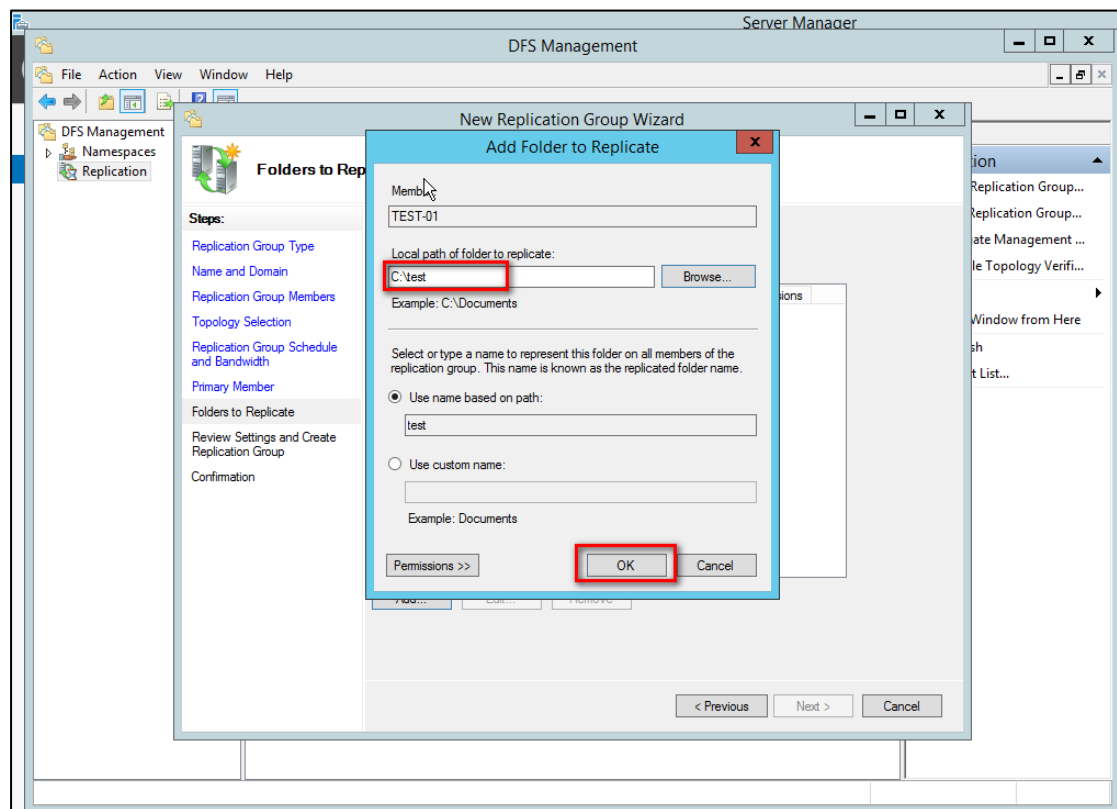 Server Manager
DFS Management
File Action View Window Help
DFS Management
Namespaces
Replication
New Replication Group Wizard
Folders to Rep
Steps:
Replication Group Type
Name and Domain
Replication Group Members
Topology Selection
Replication Group Schedule
and Bandwidth
Primary Member
Folders to Replicate
Review Settings and Create
Replication Group
Confirmation
Add Folder to Replicate
TEST-01
Local path of folder to replicate:
C:\test
Browse...
Example: C:\Documents
Select or type a name to represent this folder on all members of the
replication group. This name is known as the replicated folder name.
Use name based on path:
test
Use custom name:
Example: Documents
Permissions >>
OK
Cancel
sions
Add...
Edit...
Remove
< Previous
Next >
Cancel
ion
Replication Group...
Replication Group...
ate Management ...
le Topology Verifi...
Window from Here
sh
t List...